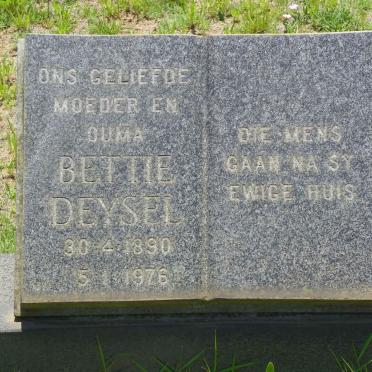 ONS GELIEFDE
MOEDER EN
OUMA
BETTIE
DEYSEL
30·4·1890
5·1·1976
DIE MENS
GAAN NA SY
EWIGE HUIS